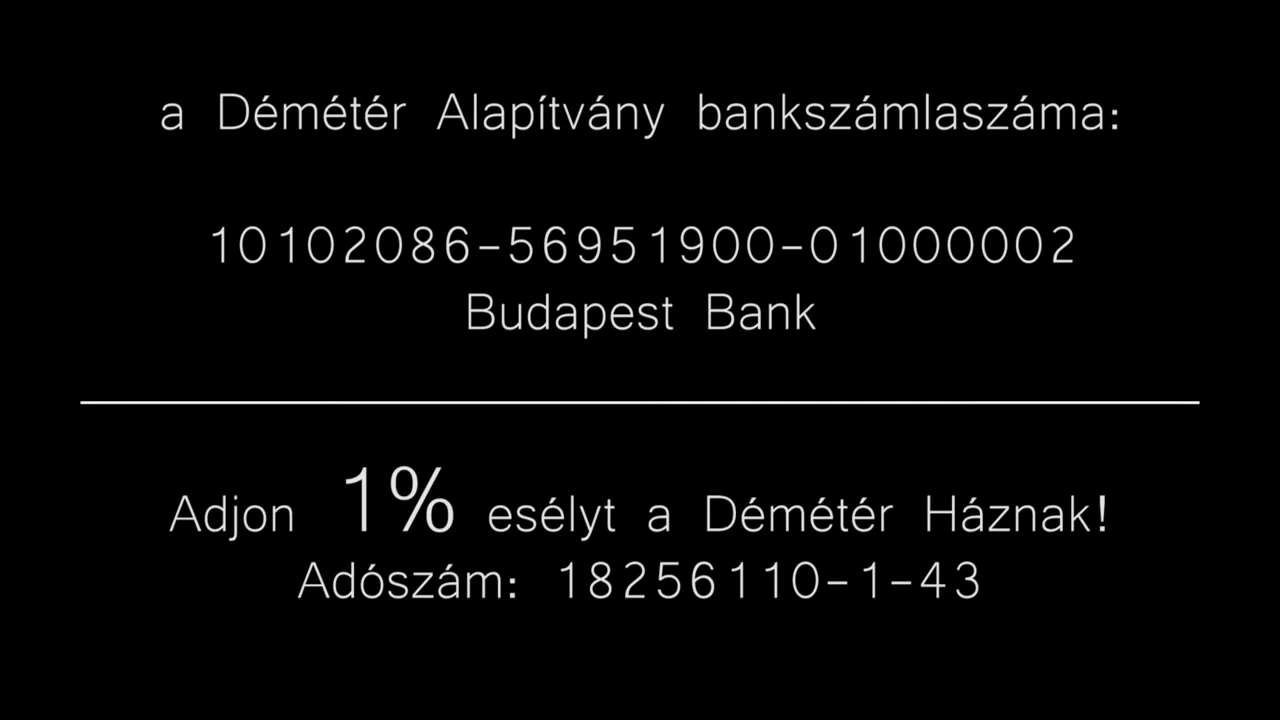 a Démétér Alapítvány bankszámlaszáma:
10102086-56951900-01000002
Budapest Bank
Adjon 1% esélyt a Démétér Háznak!
Adószám: 18256110-1-43